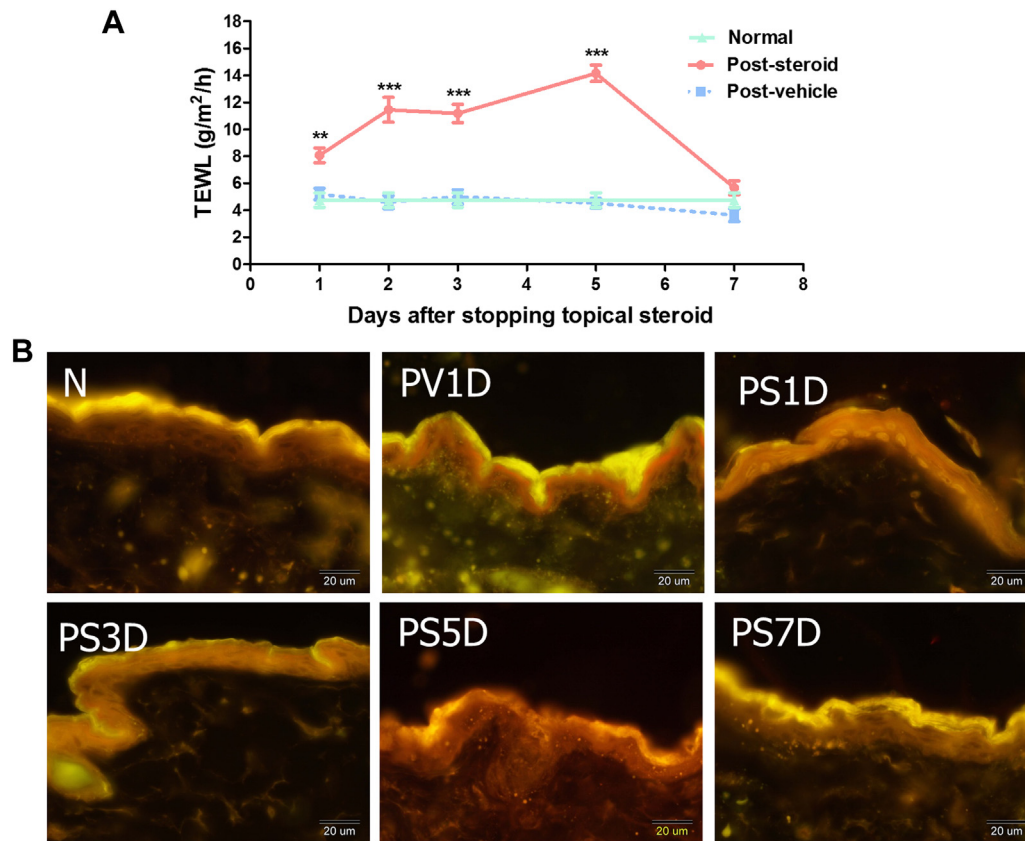 A
TEWL (g/m²/h)
18
16
14
12
10
8
6
4
2
0
** *** *** ***
Normal
Post-steroid
Post-vehicle
0 1 2 3 4 5 6 7 8
Days after stopping topical steroid
B
N
20 um
PV1D
20 um
PS1D
20 um
PS3D
20 um
PS5D
20 um
PS7D
20 um